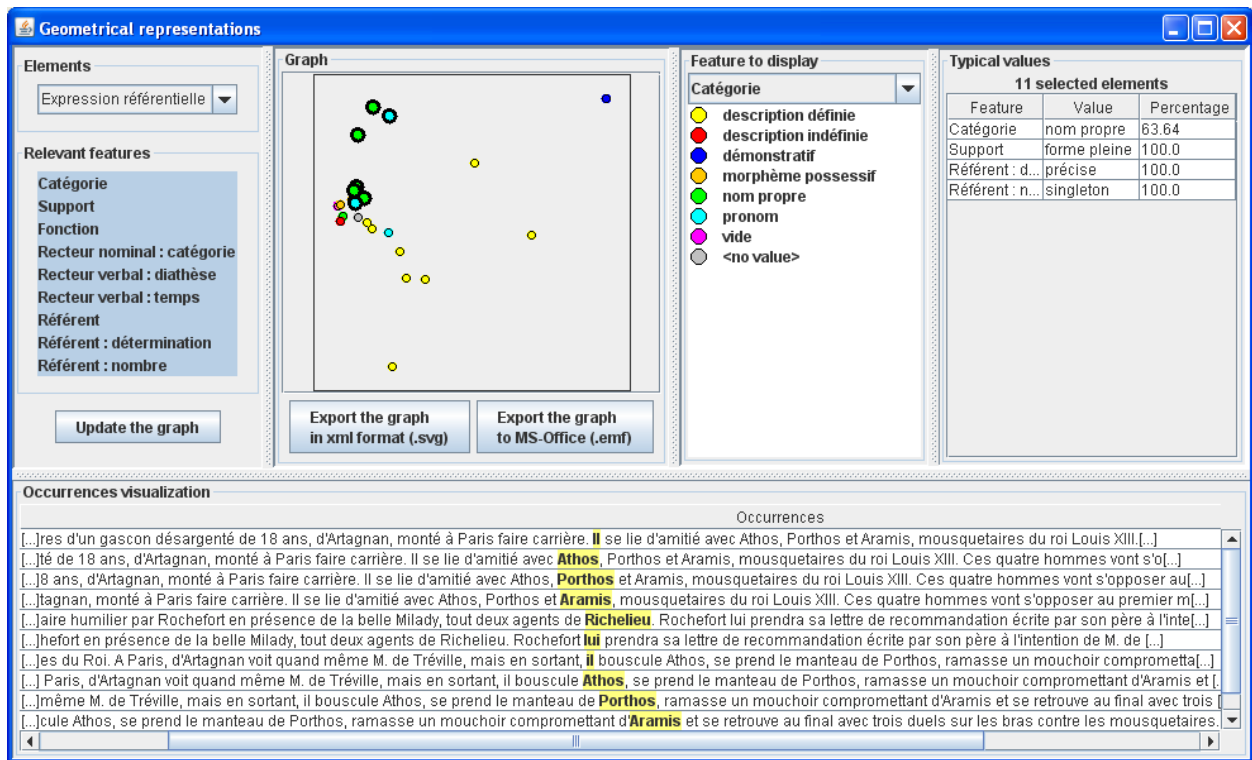 Geometrical representations
Elements
Expression référentielle
Relevant features
Catégorie
Support
Fonction
Recteur nominal : catégorie
Recteur verbal : diathèse
Recteur verbal : temps
Référent
Référent : détermination
Référent : nombre
Update the graph
Graph
Export the graph
in xml format (.svg)
Export the graph
to MS-Office (.emf)
Feature to display
Catégorie
description définie
description indéfinie
démonstratif
morphème possessif
nom propre
pronom
vide
<no value>
Typical values
11 selected elements
Feature Value Percentage
Catégorie nom propre 63.64
Support forme pleine 100.0
Référent : d... précise 100.0
Référent : n... singleton 100.0
Occurrences visualization
Occurrences
[...]res d'un gascon désargenté de 18 ans, d'Artagnan, monté à Paris faire carrière. Il se lie d'amitié avec Athos, Porthos et Aramis, mousquetaires du roi Louis XIII.[...]
[...]té de 18 ans, d'Artagnan, monté à Paris faire carrière. Il se lie d'amitié avec Athos, Porthos et Aramis, mousquetaires du roi Louis XIII. Ces quatre hommes vont s'o[...]
[...]8 ans, d'Artagnan, monté à Paris faire carrière. Il se lie d'amitié avec Athos, Porthos et Aramis, mousquetaires du roi Louis XIII. Ces quatre hommes vont s'opposer au[...]
[...]tagnan, monté à Paris faire carrière. Il se lie d'amitié avec Athos, Porthos et Aramis, mousquetaires du roi Louis XIII. Ces quatre hommes vont s'opposer au premier m[...]
[...]aire humilier par Rochefort en présence de la belle Milady, tout deux agents de Richelieu. Rochefort lui prendra sa lettre de recommandation écrite par son père à l'inte[...]
[...]hefort en présence de la belle Milady, tout deux agents de Richelieu. Rochefort lui prendra sa lettre de recommandation écrite par son père à l'intention de M. de [...]
[...]es du Roi. A Paris, d'Artagnan voit quand même M. de Tréville, mais en sortant, il bouscule Athos, se prend le manteau de Porthos, ramasse un mouchoir comprometta[...]
[...] Paris, d'Artagnan voit quand même M. de Tréville, mais en sortant, il bouscule Athos, se prend le manteau de Porthos, ramasse un mouchoir compromettant d'Aramis et [.
[...]même M. de Tréville, mais en sortant, il bouscule Athos, se prend le manteau de Porthos, ramasse un mouchoir compromettant d'Aramis et se retrouve au final avec trois [
[...]cule Athos, se prend le manteau de Porthos, ramasse un mouchoir compromettant d'Aramis et se retrouve au final avec trois duels sur les bras contre les mousquetaires.